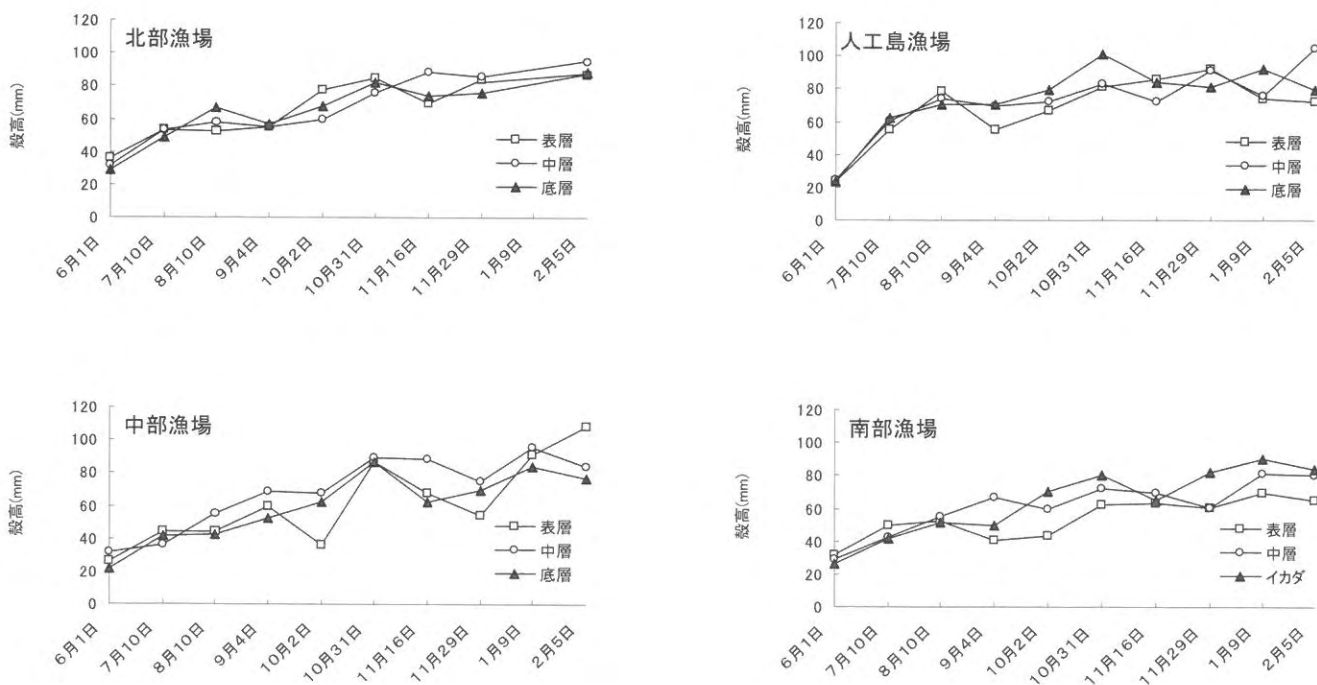 北部漁場
殻高(mm)
120
100
80
60
40
20
0
表層
中層
底層
6月1日
7月10日
8月10日
9月4日
10月2日
10月31日
11月16日
11月29日
1月9日
2月5日
人工島漁場
殻高(mm)
120
100
80
60
40
20
0
表層
中層
底層
6月1日
7月10日
8月10日
9月4日
10月2日
10月31日
11月16日
11月29日
1月9日
2月5日
中部漁場
殻高(mm)
120
100
80
60
40
20
0
表層
中層
底層
6月1日
7月10日
8月10日
9月4日
10月2日
10月31日
11月16日
11月29日
1月9日
2月5日
南部漁場
殻高(mm)
120
100
80
60
40
20
0
表層
中層
イカダ
6月1日
7月10日
8月10日
9月4日
10月2日
10月31日
11月16日
11月29日
1月9日
2月5日